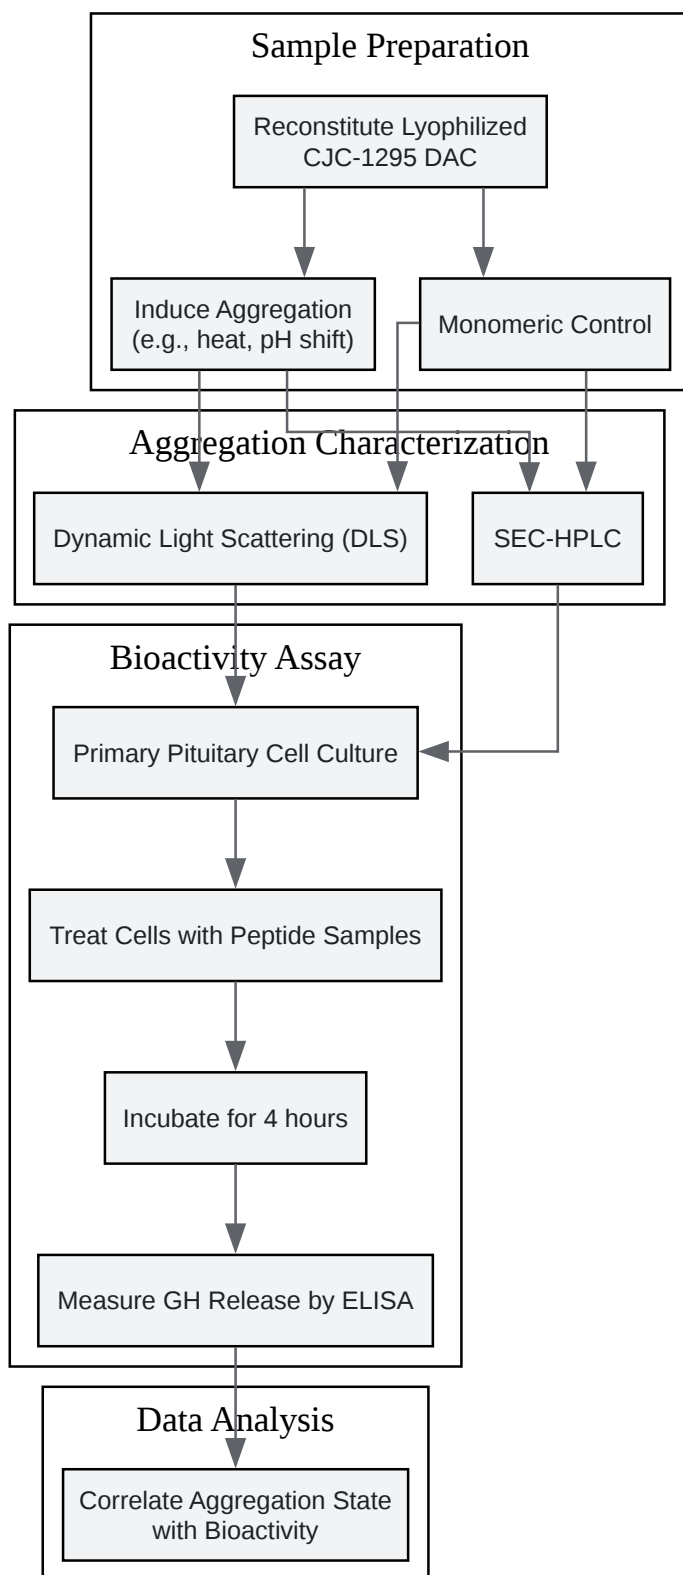 Sample Preparation
Reconstitute Lyophilized
CJC-1295 DAC
Induce Aggregation
(e.g., heat, pH shift)
Monomeric Control
Aggregation Characterization
Dynamic Light Scattering (DLS)
SEC-HPLC
Bioactivity Assay
Primary Pituitary Cell Culture
Treat Cells with Peptide Samples
Incubate for 4 hours
Measure GH Release by ELISA
Data Analysis
Correlate Aggregation State
with Bioactivity